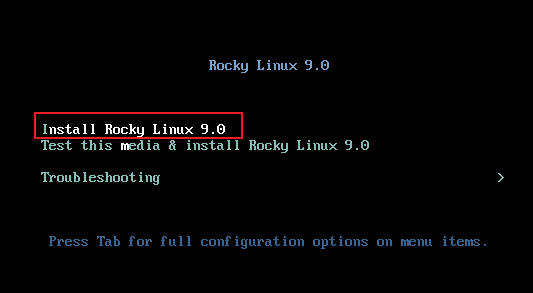 Rocky Linux 9.0
Install Rocky Linux 9.0
Test this media & install Rocky Linux 9.0
Troubleshooting >
Press Tab for full configuration options on menu items.